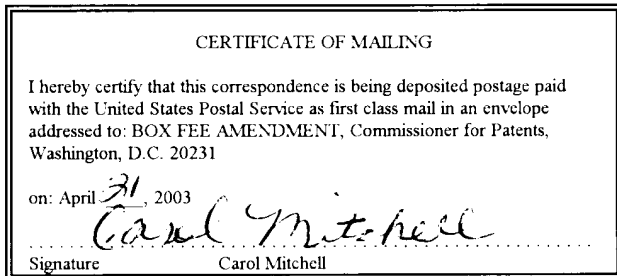 CERTIFICATE OF MAILING
I hereby certify that this correspondence is being deposited postage paid
with the United States Postal Service as first class mail in an envelope
addressed to: BOX FEE AMENDMENT, Commissioner for Patents,
Washington, D.C. 20231
on: April 31, 2003
Carol Mitchell
Signature Carol Mitchell